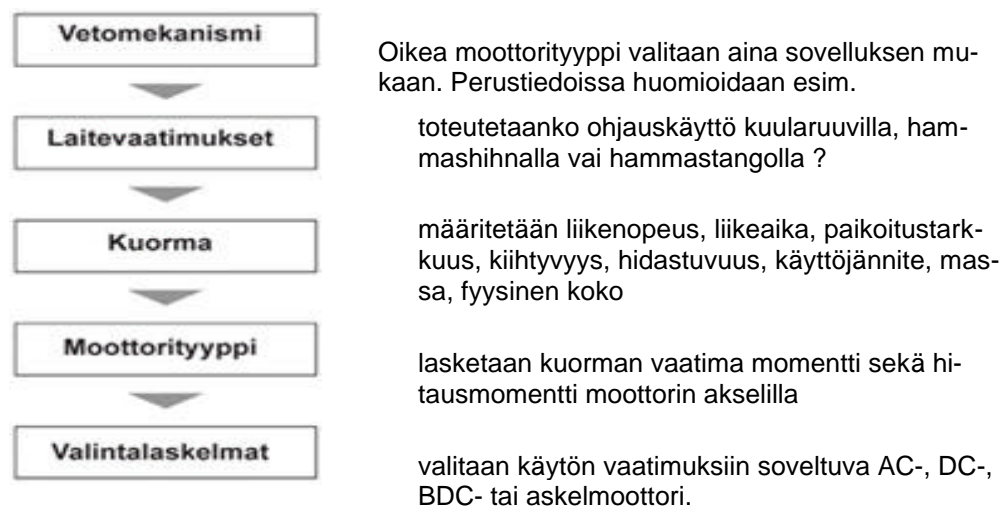 Vetomekanismi
Laitevaatimukset
Kuorma
Moottorityyppi
Valintalaskelmat
Oikea moottorityyppi valitaan aina sovelluksen mu-
kaan. Perustiedoissa huomioidaan esim.
toteutetaanko ohjauskäyttö kuularuuvilla, ham-
mashihnalla vai hammastangolla ?
määritetään liikenopeus, liikeaika, paikoitustark-
kuus, kiihtyvyys, hidastuvuus, käyttöjännite, mas-
sa, fyysinen koko
lasketaan kuorman vaatima momentti sekä hi-
tausmomentti moottorin akselilla
valitaan käytön vaatimuksiin soveltuva AC-, DC-,
BDC- tai askelmoottori.